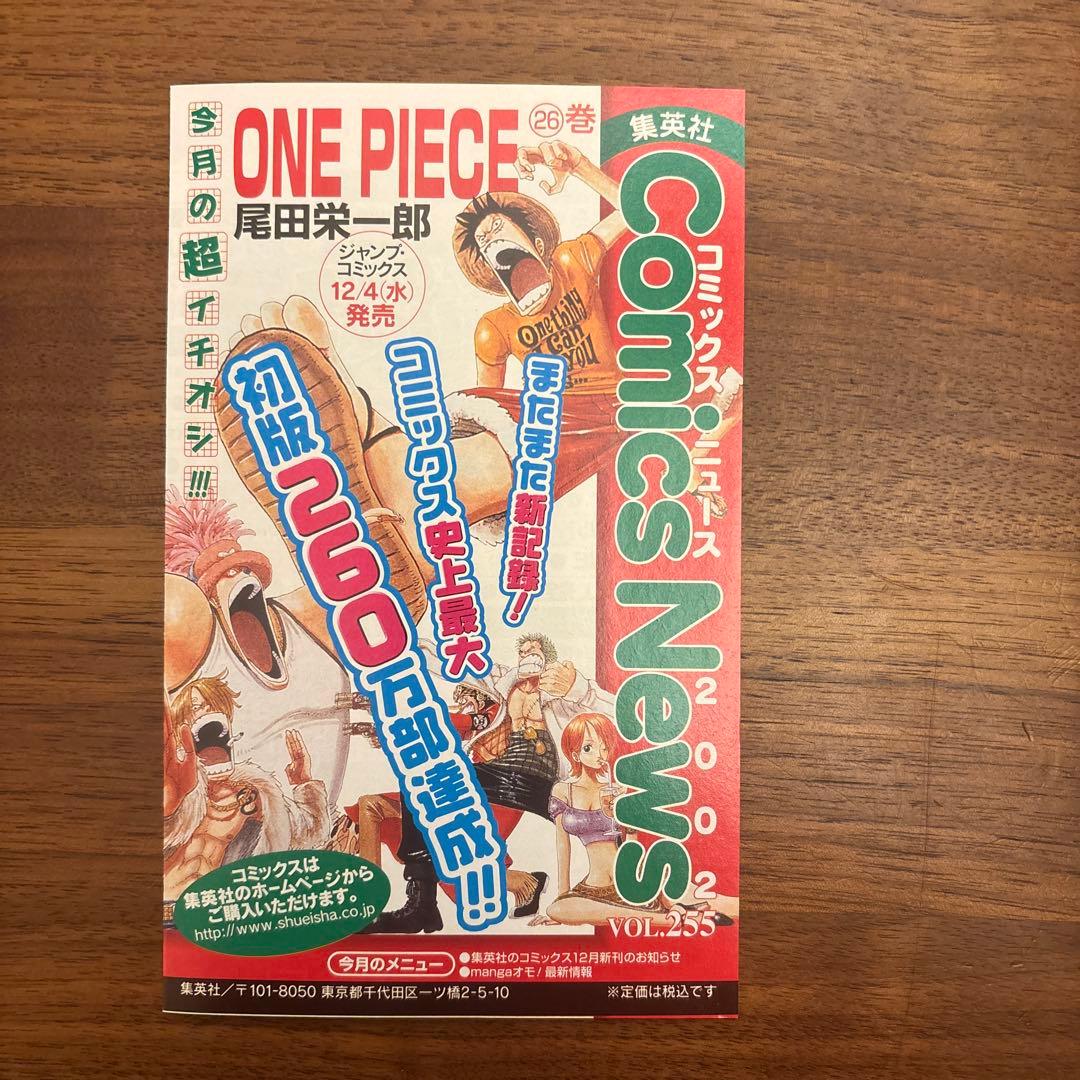 今月の超イチオシ!!!
ONE PIECE ㉖巻
尾田栄一郎
ジャンプ・
コミックス
12/4(水)
発売
またまた新記録!
コミックス史上最大
初版260万部達成!!
One thing
I Can
you
集英社
Comics News
コミックスニュース
2002
VOL.255
コミックスは
集英社のホームページから
ご購入いただけます。
http://www.shueisha.co.jp
今月のメニュー
●集英社のコミックス12月新刊のお知らせ
●mangaオモ!最新情報
集英社/〒101-8050 東京都千代田区一ツ橋2-5-10
※定価は税込です